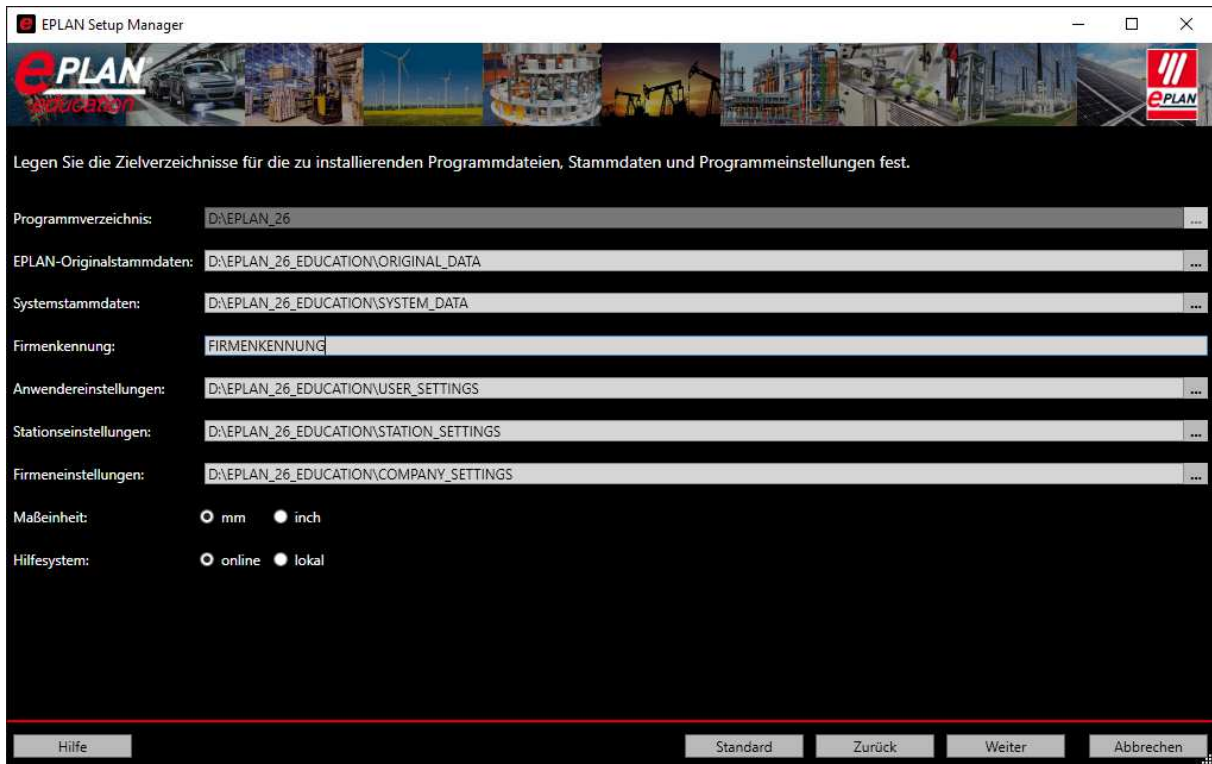 EPLAN Setup Manager
ePLAN
education
ePLAN
Legen Sie die Zielverzeichnisse für die zu installierenden Programmdateien, Stammdaten und Programmeinstellungen fest.
Programmverzeichnis: D:\EPLAN_26 ...
EPLAN-Originalstammdaten: D:\EPLAN_26_EDUCATION\ORIGINAL_DATA ...
Systemstammdaten: D:\EPLAN_26_EDUCATION\SYSTEM_DATA ...
Firmenkennung: FIRMENKENNUNG
Anwendereinstellungen: D:\EPLAN_26_EDUCATION\USER_SETTINGS ...
Stationseinstellungen: D:\EPLAN_26_EDUCATION\STATION_SETTINGS ...
Firmeneinstellungen: D:\EPLAN_26_EDUCATION\COMPANY_SETTINGS ...
Maßeinheit: mm inch
Hilfesystem: online lokal
Hilfe Standard Zurück Weiter Abbrechen